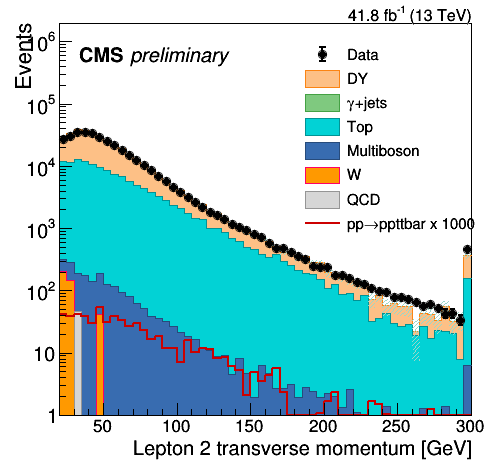 41.8 fb⁻¹ (13 TeV)
Events
CMS preliminary
Data
DY
γ+jets
Top
Multiboson
W
QCD
pp→ppttbar x 1000
10⁶
10⁵
10⁴
10³
10²
10
1
50 100 150 200 250 300
Lepton 2 transverse momentum [GeV]